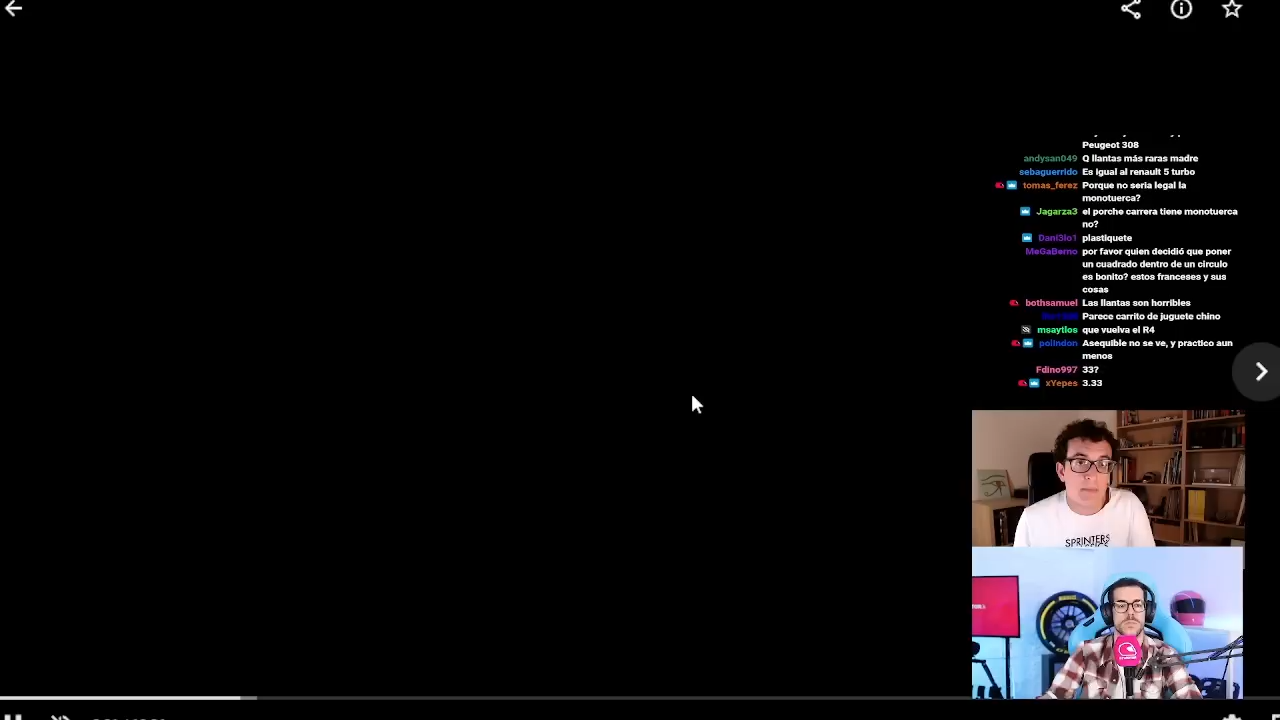 Peugeot 308
andysan049 Q llantas más raras madre
sebaguerrido Es igual al renault 5 turbo
tomas_ferez Porque no seria legal la
monotuerca?
Jagarza3 el porche carrera tiene monotuerca
no?
Dani3lo1 plastiquete
MeGaBerno por favor quien decidió que poner
un cuadrado dentro de un circulo
es bonito? estos franceses y sus
cosas
bothsamuel Las llantas son horribles
Parece carrito de juguete chino
msaytlos que vuelva el R4
polindon Asequible no se ve, y practico aun
menos
Fdino997 33?
xYepes 3.33
SPRINTERS